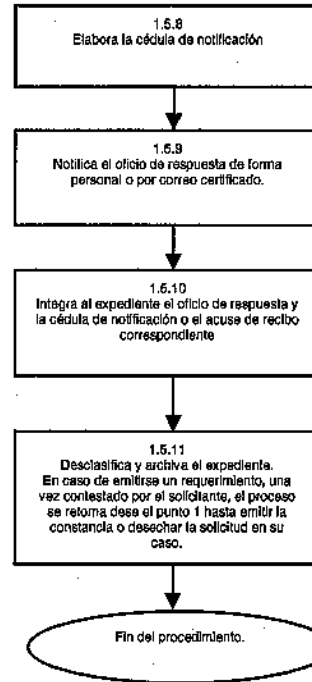 1.5.8
Elabora la cédula de notificación
1.5.9
Notifica el oficio de respuesta de forma
personal o por correo certificado.
1.5.10
Integra al expediente el oficio de respuesta y
la cédula de notificación o el acuse de recibo
correspondiente
1.5.11
Desclasifica y archiva el expediente.
En caso de emitirse un requerimiento, una
vez contestado por el solicitante, el proceso
se retoma dese el punto 1 hasta emitir la
constancia o desechar la solicitud en su
caso.
Fin del procedimiento.